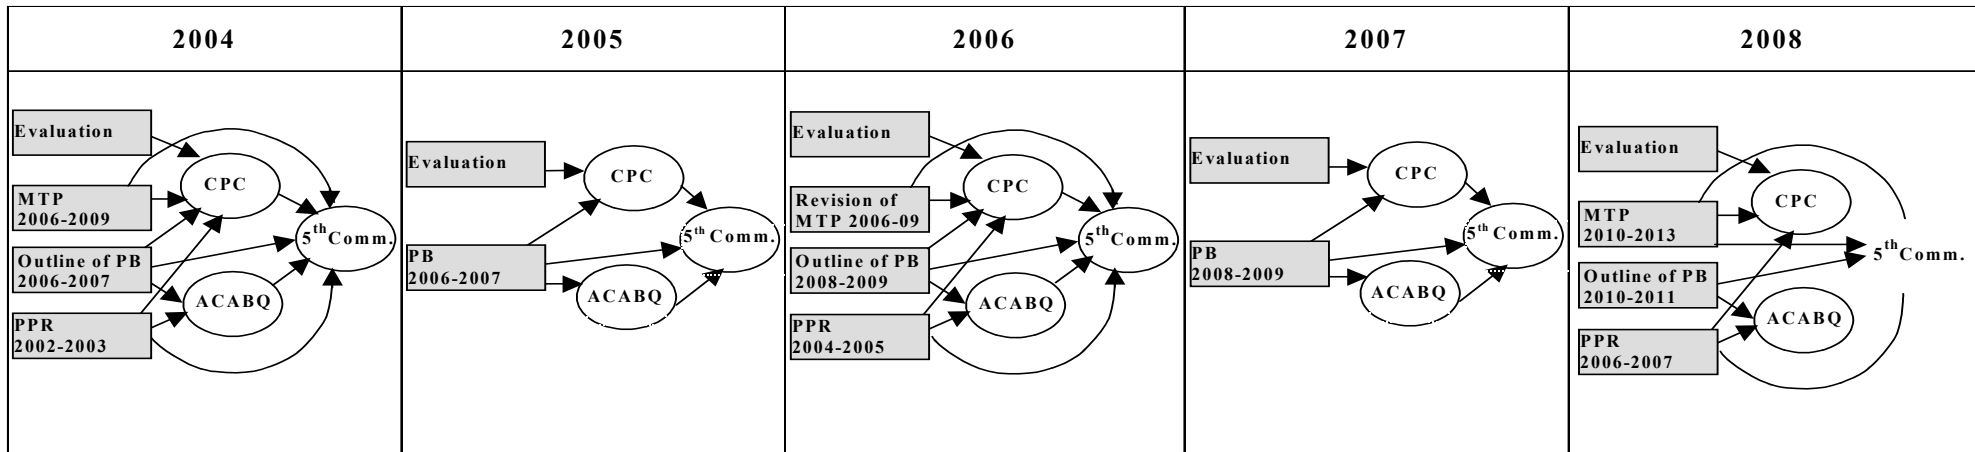 2004
Evaluation
CPC
MTP
2006-2009
5th Comm.
Outline of PB
2006-2007
ACABQ
PPR
2002-2003
2005
Evaluation
CPC
5th Comm.
PB
2006-2007
ACABQ
2006
Evaluation
CPC
Revision of
MTP 2006-09
5th Comm.
Outline of PB
2008-2009
ACABQ
PPR
2004-2005
2007
Evaluation
CPC
5th Comm.
PB
2008-2009
ACABQ
2008
Evaluation
CPC
MTP
2010-2013
5th Comm.
Outline of PB
2010-2011
ACABQ
PPR
2006-2007